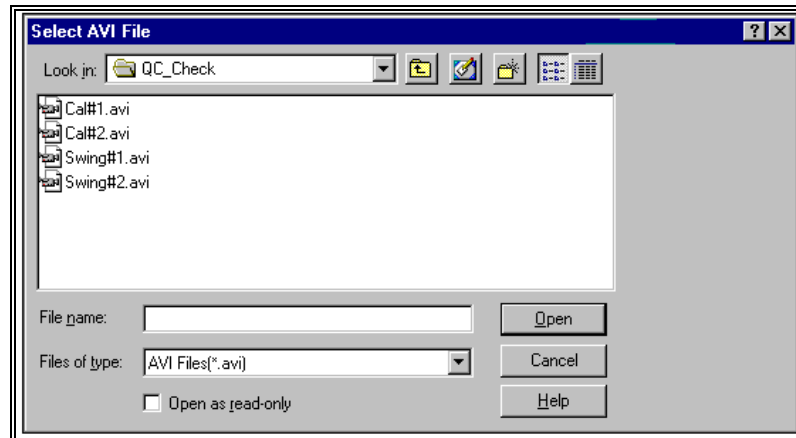 Select AVI File
Look in: QC_Check
Cal#1.avi
Cal#2.avi
Swing#1.avi
Swing#2.avi
File name:
Open
Files of type: AVI Files(*.avi)
Cancel
Open as read-only
Help